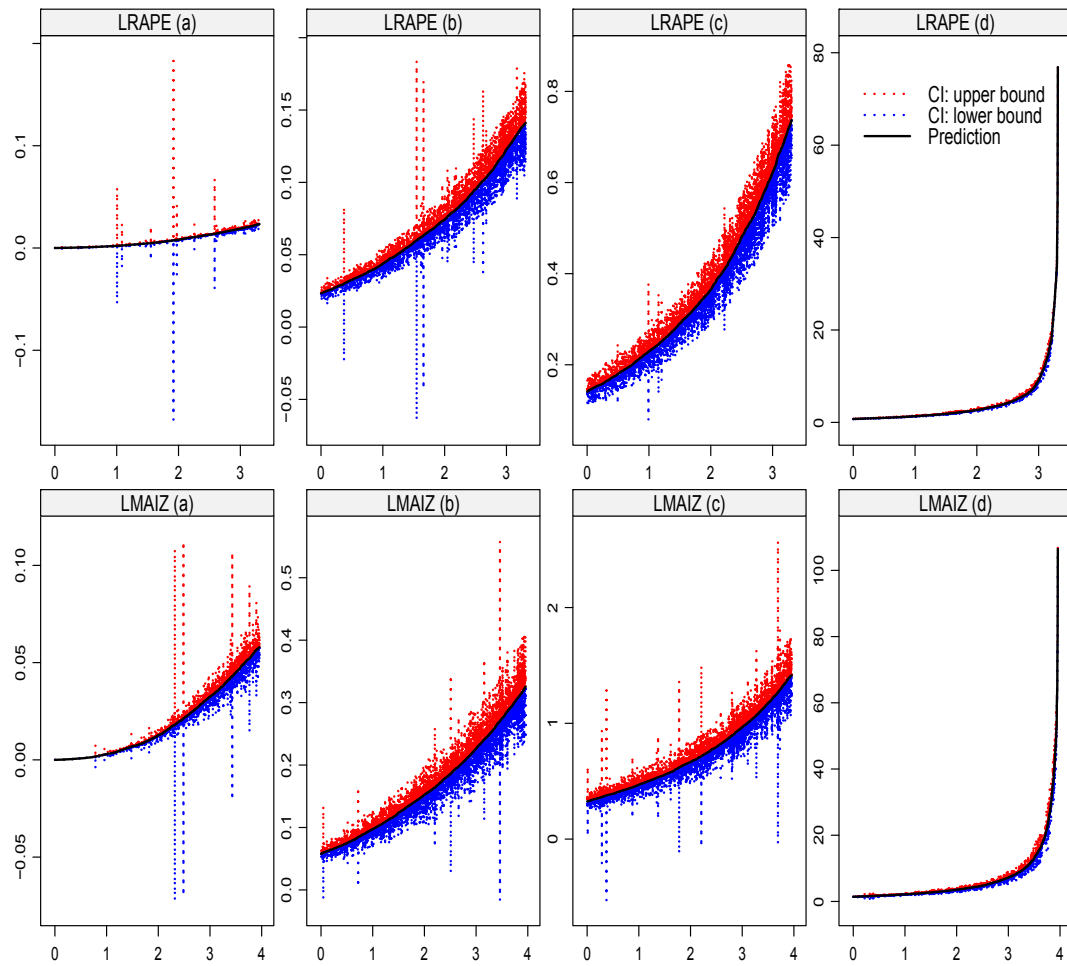 LRAPE (a)
LRAPE (b)
LRAPE (c)
LRAPE (d)
0.1
0.0
−0.1
0.15
0.10
0.05
0.00
−0.05
0.8
0.6
0.4
0.2
80
60
40
20
0
CI: upper bound
CI: lower bound
Prediction
0 1 2 3
0 1 2 3
0 1 2 3
0 1 2 3
LMAIZ (a)
LMAIZ (b)
LMAIZ (c)
LMAIZ (d)
0.10
0.05
0.00
−0.05
0.5
0.4
0.3
0.2
0.1
0.0
2
1
0
100
80
60
40
20
0
0 1 2 3 4
0 1 2 3 4
0 1 2 3 4
0 1 2 3 4